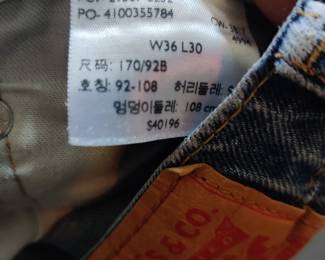 PO- 4100355784
W36 L30
尺码: 170/92B
호칭: 92-108 허리둘레:
엉덩이둘레: 108 cm
S40196
& CO.